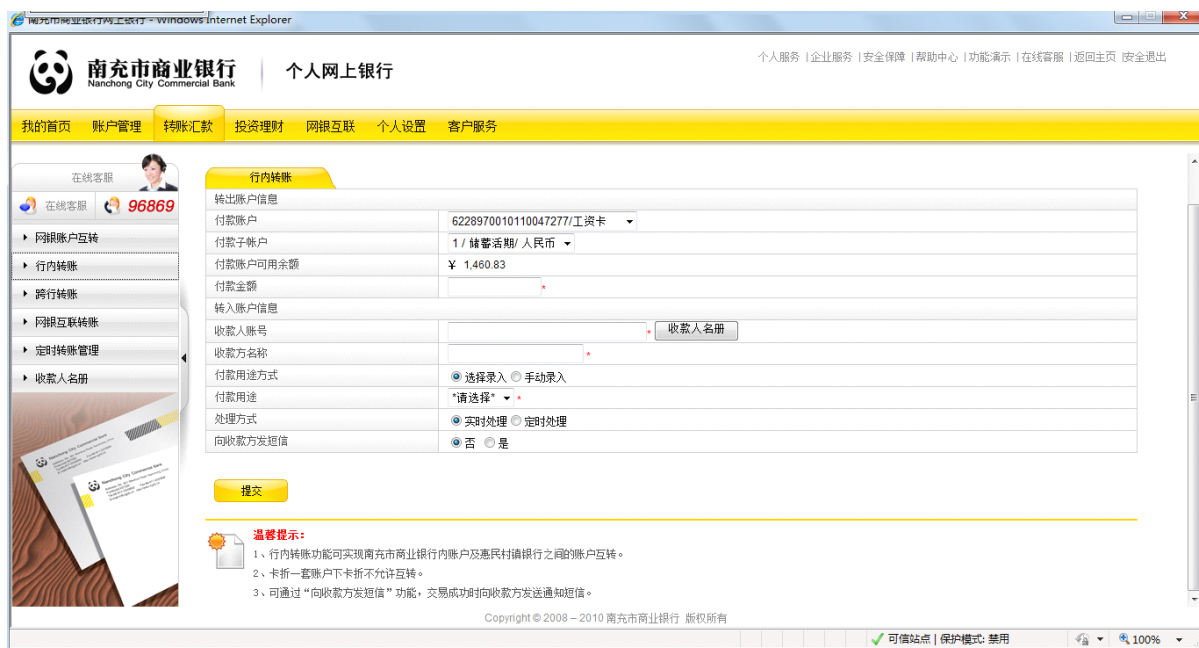 南充市商业银行网上银行 - Windows Internet Explorer
南充市商业银行
Nanchong City Commercial Bank
个人网上银行
个人服务 | 企业服务 | 安全保障 | 帮助中心 | 功能演示 | 在线客服 | 返回主页 | 安全退出
我的首页 账户管理 转账汇款 投资理财 网银互联 个人设置 客户服务
在线客服
在线客服 96869
网银账户互转
行内转账
跨行转账
网银互联转账
定时转账管理
收款人名册
行内转账
转出账户信息
付款账户 6228970010110047277/工资卡
付款子帐户 1 / 储蓄活期/ 人民币
付款账户可用余额 ¥ 1,460.83
付款金额 *
转入账户信息
收款人账号 * 收款人名册
收款方名称 *
付款用途方式 选择录入 手动录入
付款用途 *请选择* *
处理方式 实时处理 定时处理
向收款方发短信 否 是
提交
温馨提示:
1、行内转账功能可实现南充市商业银行内账户及惠民村镇银行之间的账户互转。
2、卡折一套账户下卡折不允许互转。
3、可通过“向收款方发短信”功能，交易成功时向收款方发送通知短信。
Copyright © 2008 – 2010 南充市商业银行 版权所有
可信站点 | 保护模式: 禁用
100%